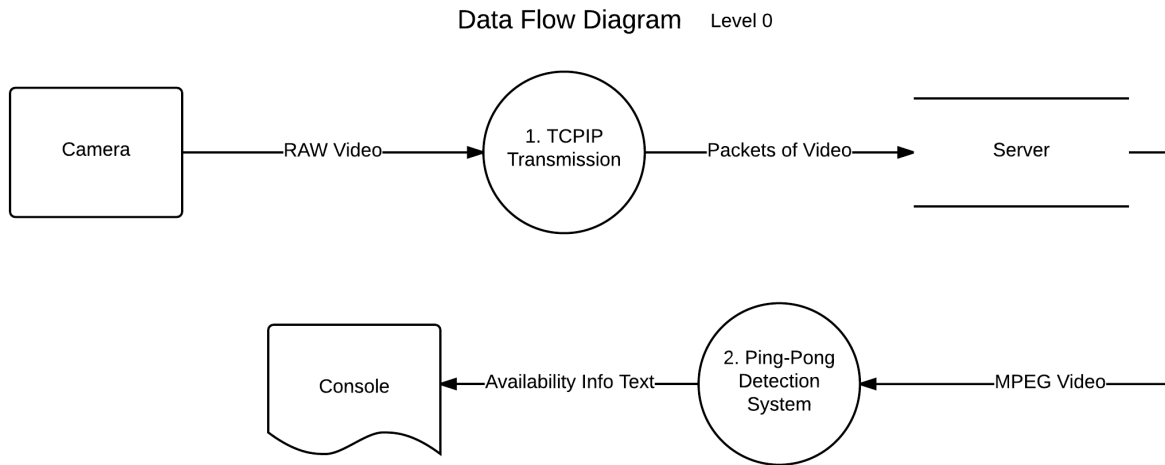 Data Flow Diagram Level 0
Camera
RAW Video
1. TCPIP
Transmission
Packets of Video
Server
Console
Availability Info Text
2. Ping-Pong
Detection
System
MPEG Video